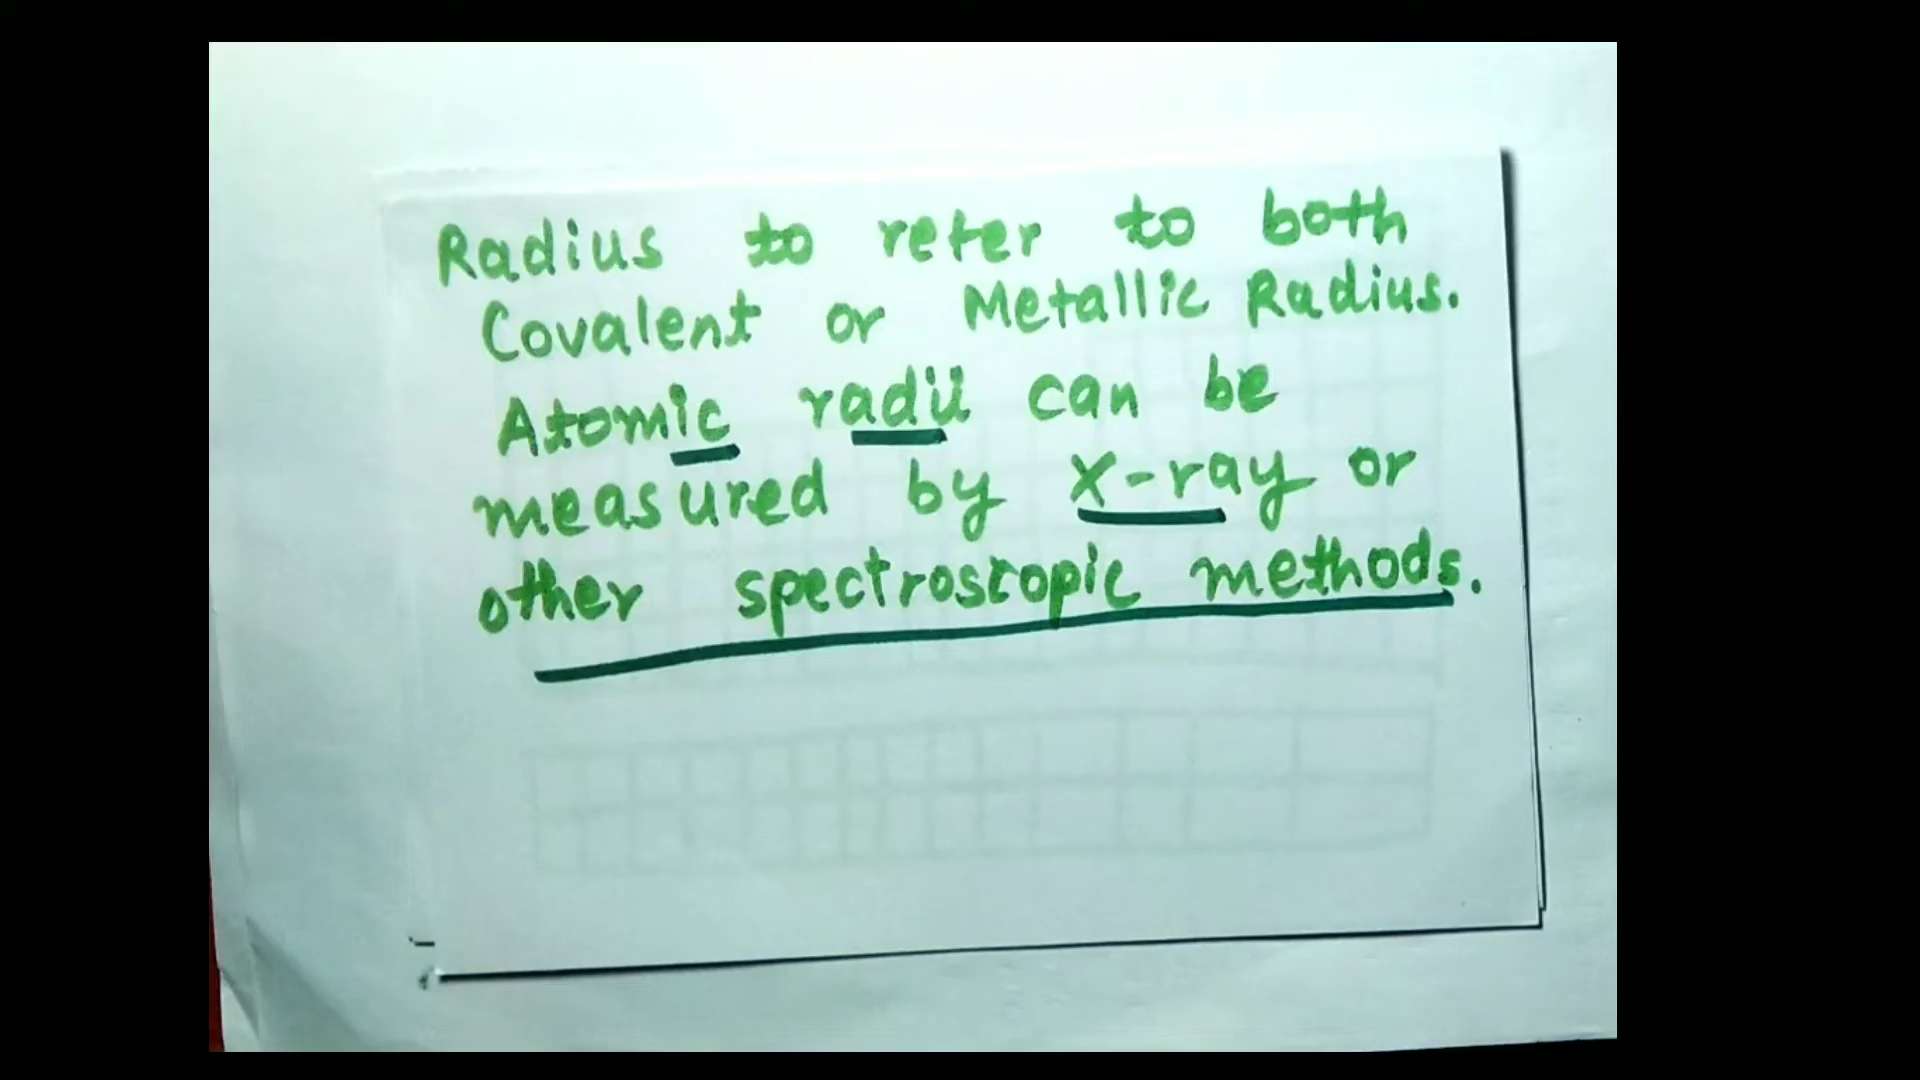 Radius to refer to both
Covalent or Metallic Radius.
Atomic radii can be
measured by X-ray or
other spectroscopic methods.